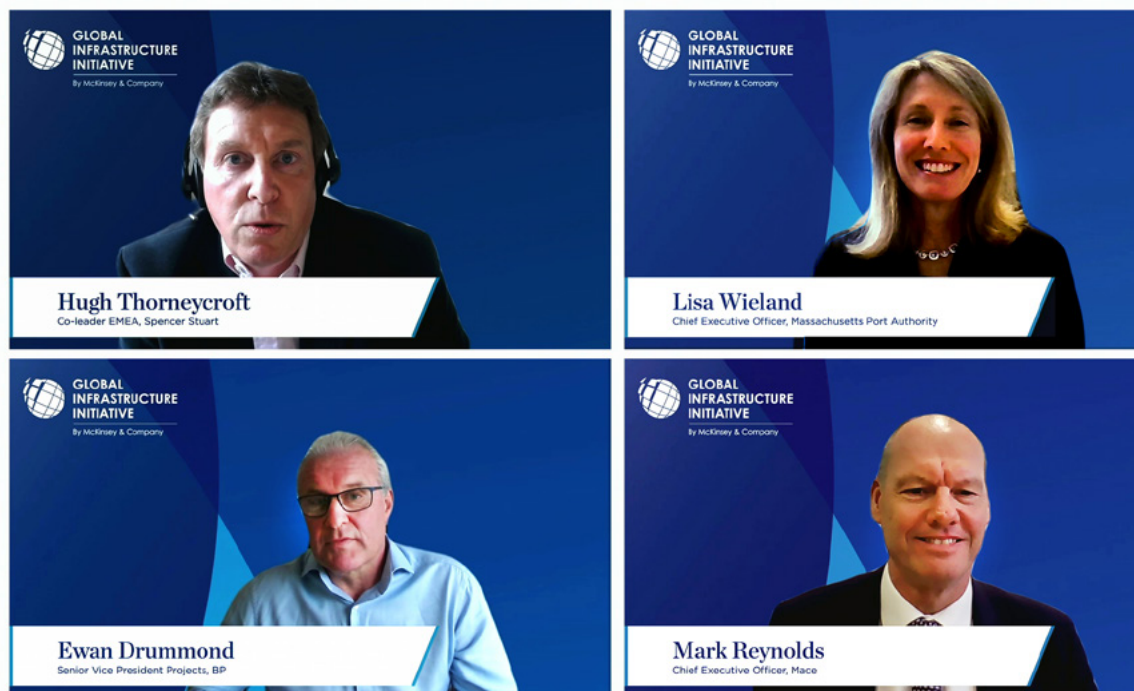 GLOBAL
INFRASTRUCTURE
INITIATIVE
By McKinsey & Company
Hugh Thorneycroft
Co-leader EMEA, Spencer Stuart
GLOBAL
INFRASTRUCTURE
INITIATIVE
By McKinsey & Company
Lisa Wieland
Chief Executive Officer, Massachusetts Port Authority
GLOBAL
INFRASTRUCTURE
INITIATIVE
By McKinsey & Company
Ewan Drummond
Senior Vice President Projects, BP
GLOBAL
INFRASTRUCTURE
INITIATIVE
By McKinsey & Company
Mark Reynolds
Chief Executive Officer, Mace